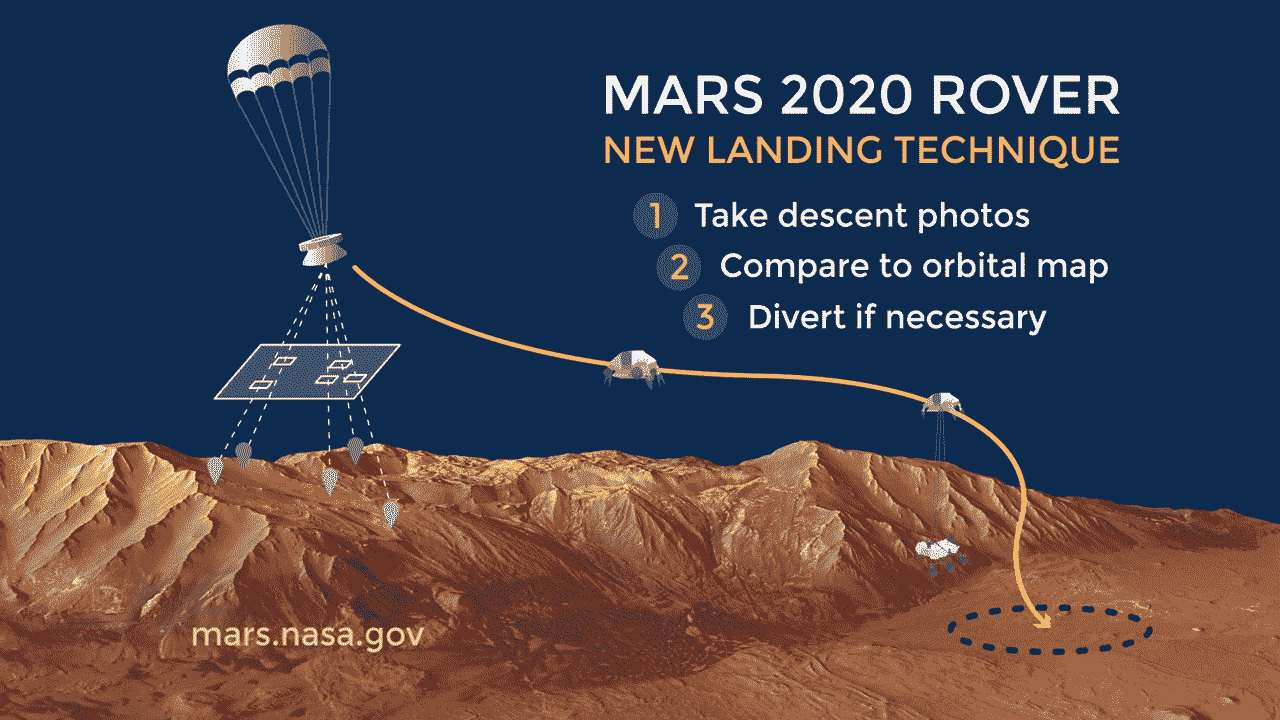 MARS 2020 ROVER
NEW LANDING TECHNIQUE
1 Take descent photos
2 Compare to orbital map
3 Divert if necessary
mars.nasa.gov